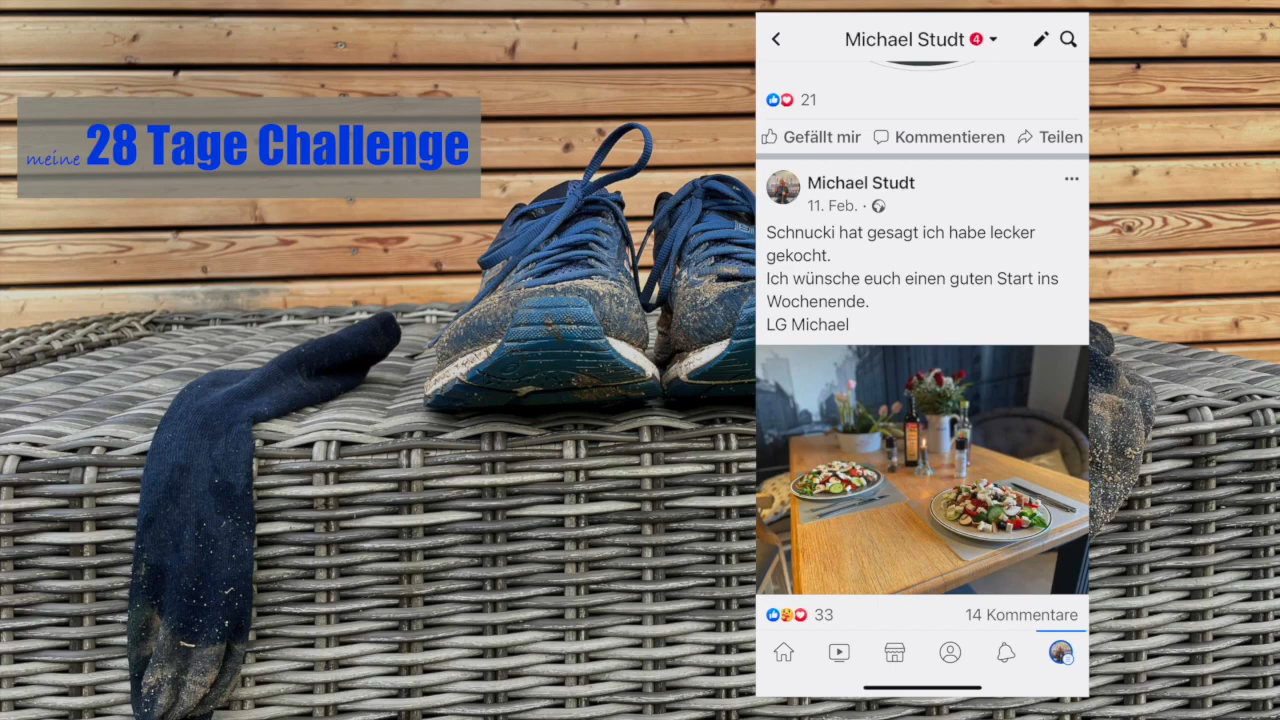 meine 28 Tage Challenge
Michael Studt 4
21
Gefällt mir Kommentieren Teilen
Michael Studt
11. Feb. ·
Schnucki hat gesagt ich habe lecker
gekocht.
Ich wünsche euch einen guten Start ins
Wochenende.
LG Michael
33 14 Kommentare